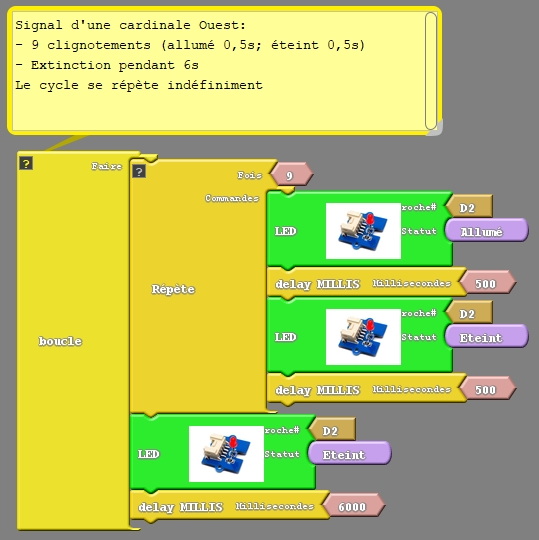 Signal d'une cardinale Ouest:
- 9 clignotements (allumé 0,5s; éteint 0,5s)
- Extinction pendant 6s
Le cycle se répète indéfiniment
?
Faire
?
Fois 9
Commandes
roche# D2
LED Statut Allumé
delay MILLIS Millisecondes 500
Répète
roche# D2
LED Statut Eteint
boucle
delay MILLIS Millisecondes 500
roche# D2
LED Statut Eteint
delay MILLIS Millisecondes 6000